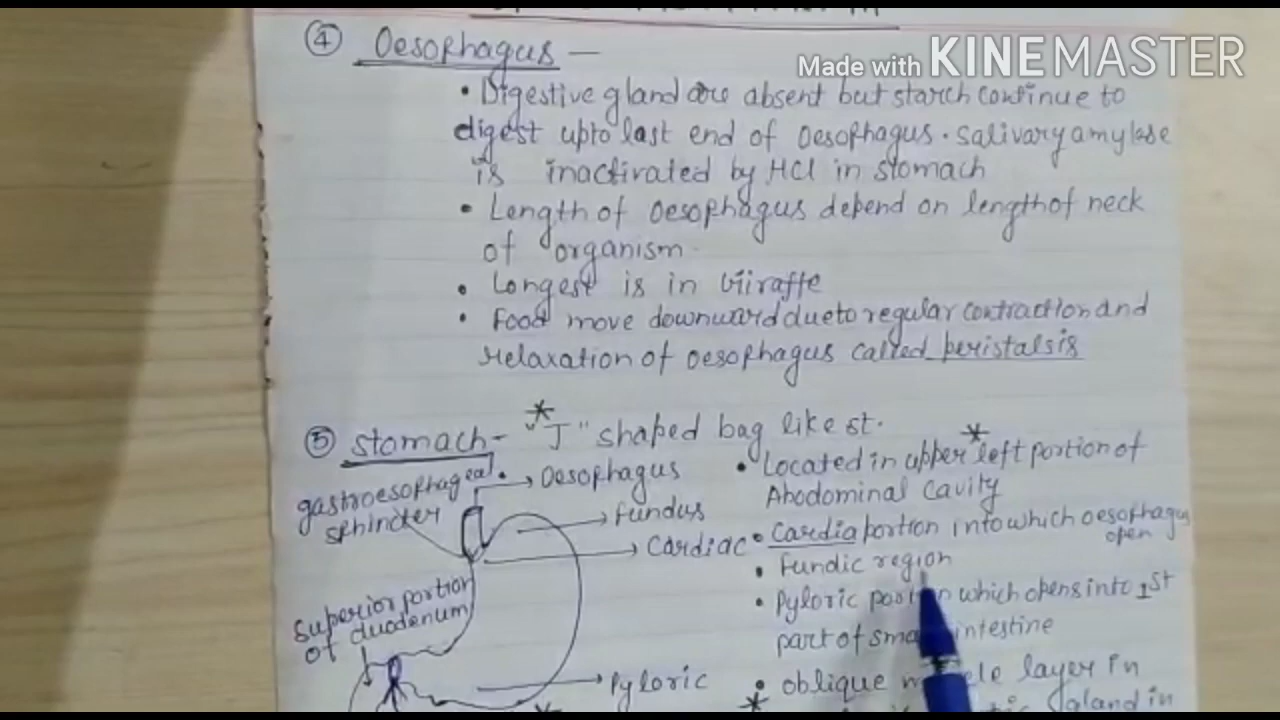 Made with KINEMASTER
④ Oesophagus —
• Digestive gland are absent but starch continue to
digest upto last end of oesophagus. salivary amylase
is inactivated by HCl in stomach
• Length of oesophagus depend on length of neck
of organism.
• Longest is in Giraffe
• Food move downward due to regular contraction and
relaxation of oesophagus called peristalsis
⑤ stomach- "J" shaped bag like st.
gastroesophageal
sphincter
Oesophagus
fundus
Cardiac
superior portion
of duodenum
Pyloric
• Located in upper left portion of
Abdominal cavity
• Cardia portion into which oesophagus
open
• Fundic region
• Pyloric portion which opens into 1st
part of small intestine
• oblique muscle layer in
gland in